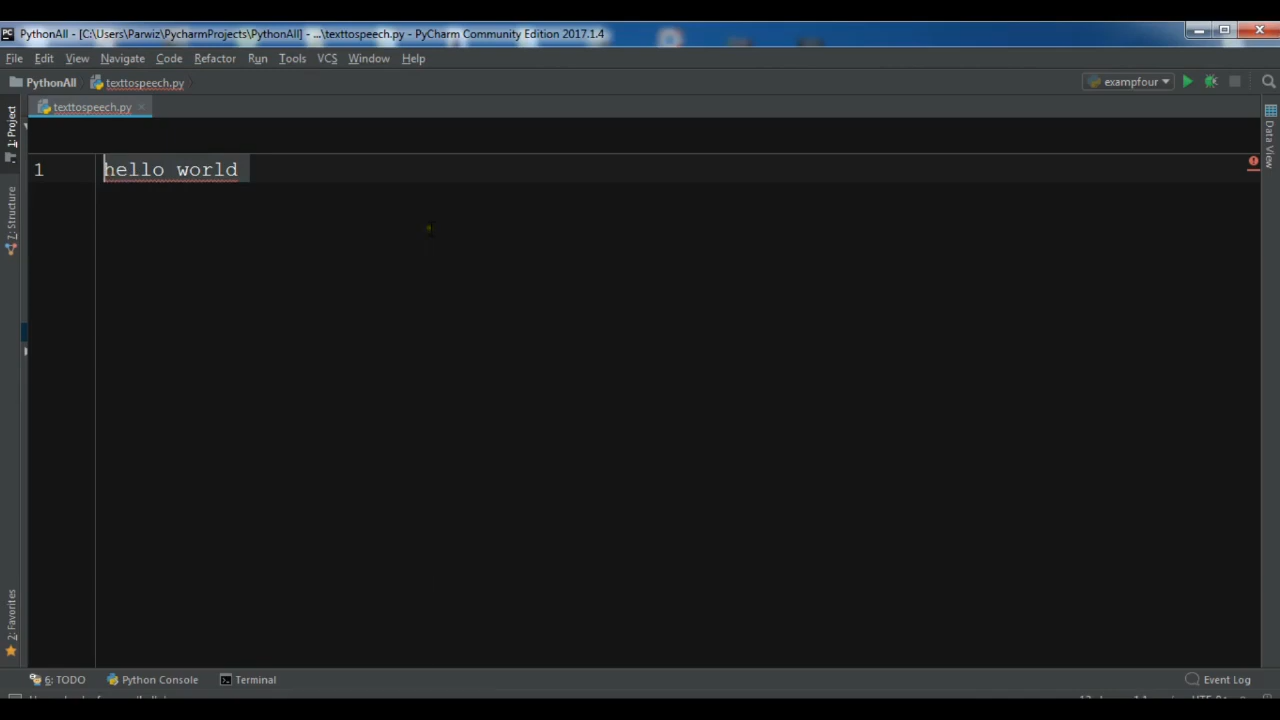 PC PythonAll - [C:\Users\Parwiz\PycharmProjects\PythonAll] - ...\texttospeech.py - PyCharm Community Edition 2017.1.4
File Edit View Navigate Code Refactor Run Tools VCS Window Help
PythonAll texttospeech.py exampfour
texttospeech.py
1: Project
Data View
1 hello world
7: Structure
2: Favorites
6: TODO Python Console Terminal Event Log